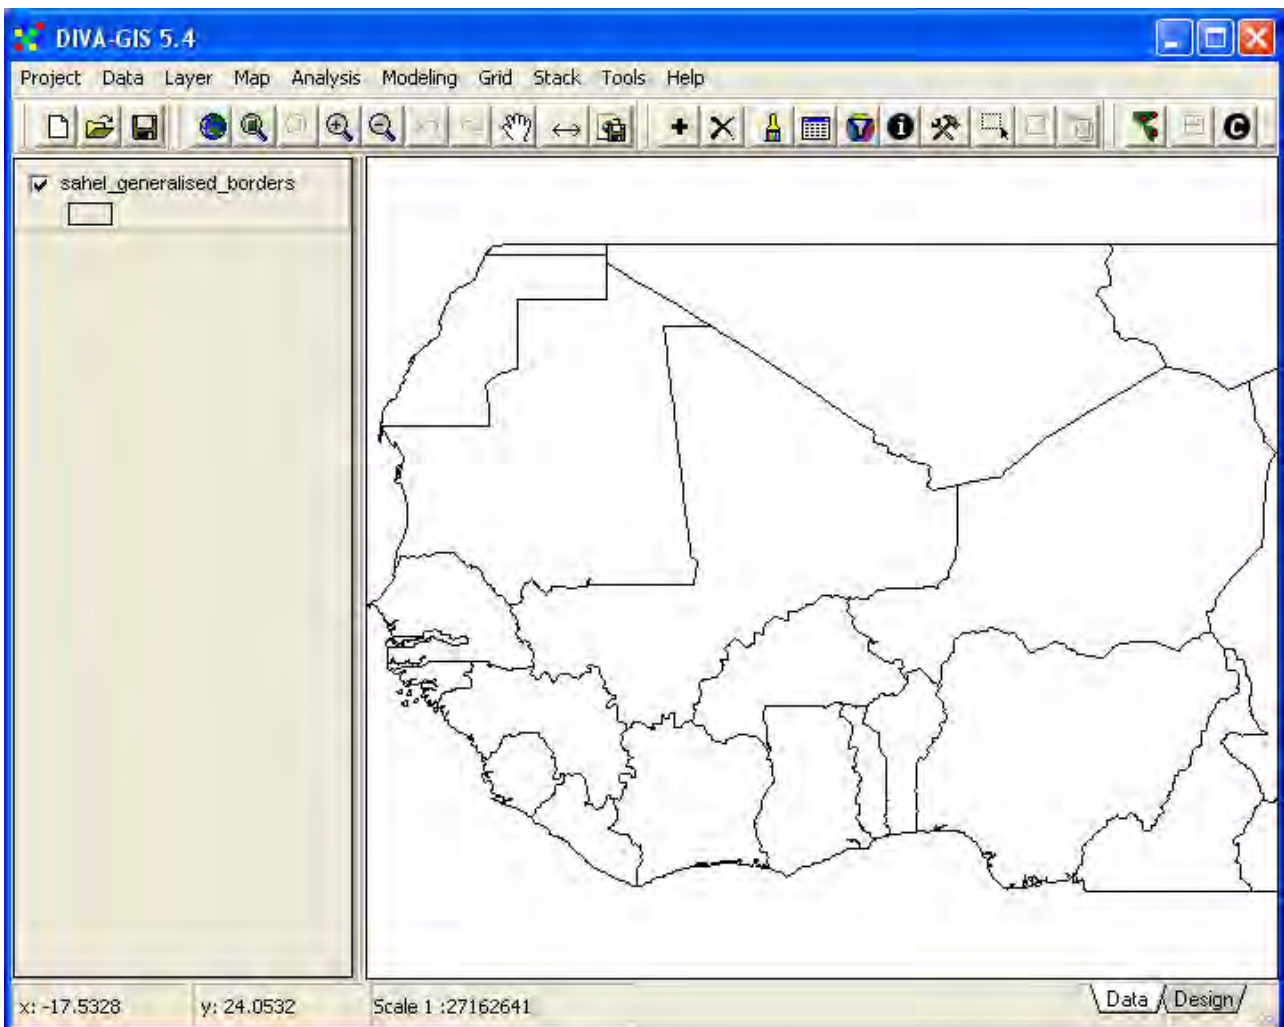 DIVA-GIS 5.4
Project Data Layer Map Analysis Modeling Grid Stack Tools Help
sahel_generalised_borders
x: -17.5328 y: 24.0532 Scale 1 :27162641 Data Design